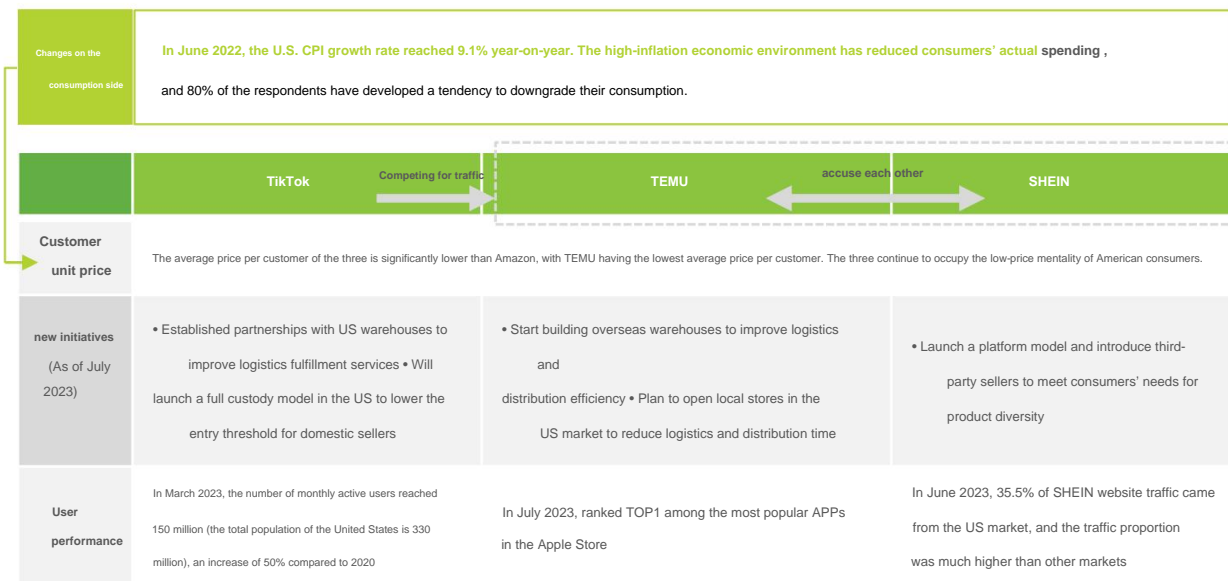 Changes on the
consumption side
In June 2022, the U.S. CPI growth rate reached 9.1% year-on-year. The high-inflation economic environment has reduced consumers' actual spending ,
and 80% of the respondents have developed a tendency to downgrade their consumption.
TikTok
Competing for traffic
TEMU
accuse each other
SHEIN
Customer
unit price
The average price per customer of the three is significantly lower than Amazon, with TEMU having the lowest average price per customer. The three continue to occupy the low-price mentality of American consumers.
new initiatives
(As of July
2023)
• Established partnerships with US warehouses to
improve logistics fulfillment services • Will
launch a full custody model in the US to lower the
entry threshold for domestic sellers
• Start building overseas warehouses to improve logistics
and
distribution efficiency • Plan to open local stores in the
US market to reduce logistics and distribution time
• Launch a platform model and introduce third-
party sellers to meet consumers' needs for
product diversity
User
performance
In March 2023, the number of monthly active users reached
150 million (the total population of the United States is 330
million), an increase of 50% compared to 2020
In July 2023, ranked TOP1 among the most popular APPs
in the Apple Store
In June 2023, 35.5% of SHEIN website traffic came
from the US market, and the traffic proportion
was much higher than other markets